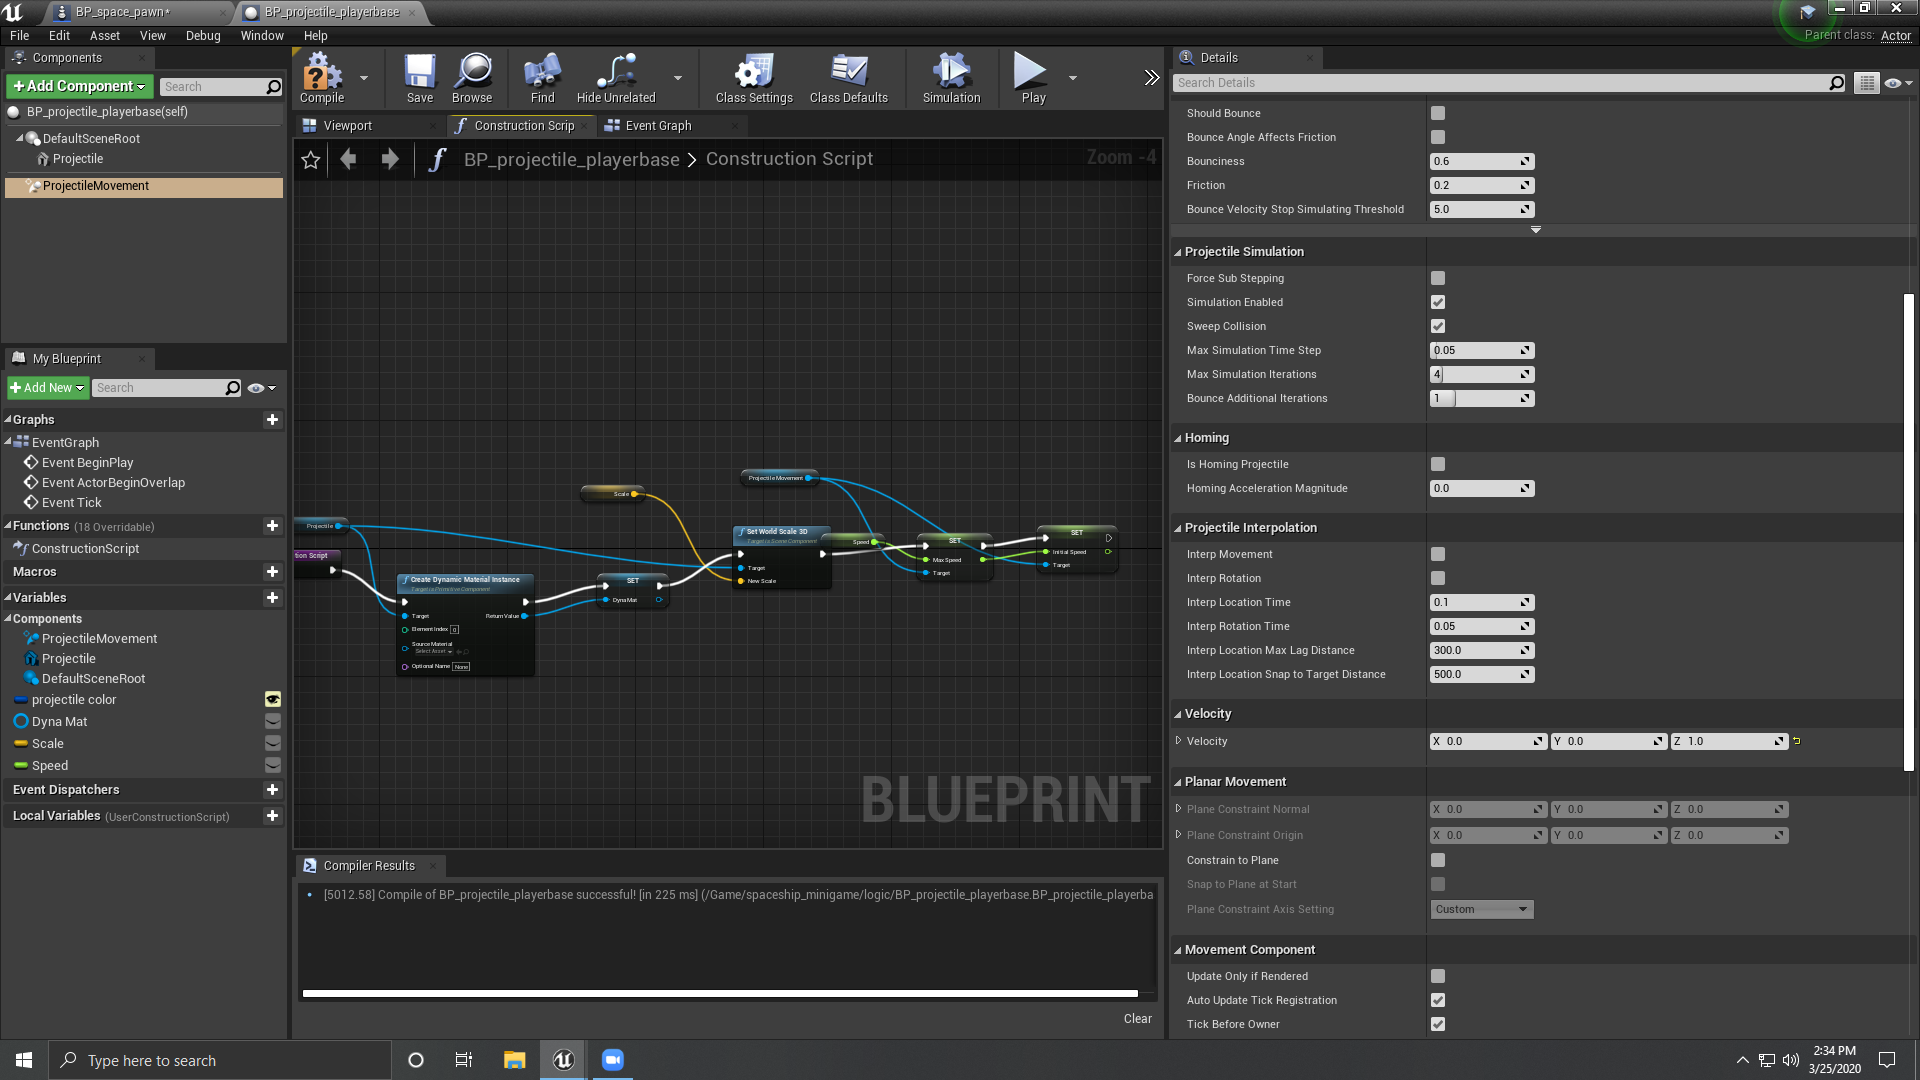 BP_space_pawn*
BP_projectile_playerbase
File Edit Asset View Debug Window Help
Parent class: Actor
Components
+Add Component
Search
BP_projectile_playerbase(self)
DefaultSceneRoot
Projectile
ProjectileMovement
My Blueprint
+Add New
Search
Graphs
EventGraph
Event BeginPlay
Event ActorBeginOverlap
Event Tick
Functions (18 Overridable)
ConstructionScript
Macros
Variables
Components
ProjectileMovement
Projectile
DefaultSceneRoot
projectile color
Dyna Mat
Scale
Speed
Event Dispatchers
Local Variables (UserConstructionScript)
Compile
Save
Browse
Find
Hide Unrelated
Class Settings
Class Defaults
Simulation
Play
Viewport
Construction Scrip
Event Graph
BP_projectile_playerbase > Construction Script
Zoom -4
Scale
Projectile Movement
Projectile
tion Script
Create Dynamic Material Instance
Target is Primitive Component
Target
Return Value
Element Index 0
Source Material
Select Asset
Optional Name None
SET
Dyna Mat
Set World Scale 3D
Target is Scene Component
Target
New Scale
Speed
SET
Max Speed
Target
SET
Initial Speed
Target
BLUEPRINT
Compiler Results
[5012.58] Compile of BP_projectile_playerbase successful! [in 225 ms] (/Game/spaceship_minigame/logic/BP_projectile_playerbase.BP_projectile_playerba
Clear
Details
Search Details
Should Bounce
Bounce Angle Affects Friction
Bounciness 0.6
Friction 0.2
Bounce Velocity Stop Simulating Threshold 5.0
Projectile Simulation
Force Sub Stepping
Simulation Enabled
Sweep Collision
Max Simulation Time Step 0.05
Max Simulation Iterations 4
Bounce Additional Iterations 1
Homing
Is Homing Projectile
Homing Acceleration Magnitude 0.0
Projectile Interpolation
Interp Movement
Interp Rotation
Interp Location Time 0.1
Interp Rotation Time 0.05
Interp Location Max Lag Distance 300.0
Interp Location Snap to Target Distance 500.0
Velocity
Velocity X 0.0 Y 0.0 Z 1.0
Planar Movement
Plane Constraint Normal X 0.0 Y 0.0 Z 0.0
Plane Constraint Origin X 0.0 Y 0.0 Z 0.0
Constrain to Plane
Snap to Plane at Start
Plane Constraint Axis Setting Custom
Movement Component
Update Only if Rendered
Auto Update Tick Registration
Tick Before Owner
Type here to search
2:34 PM
3/25/2020